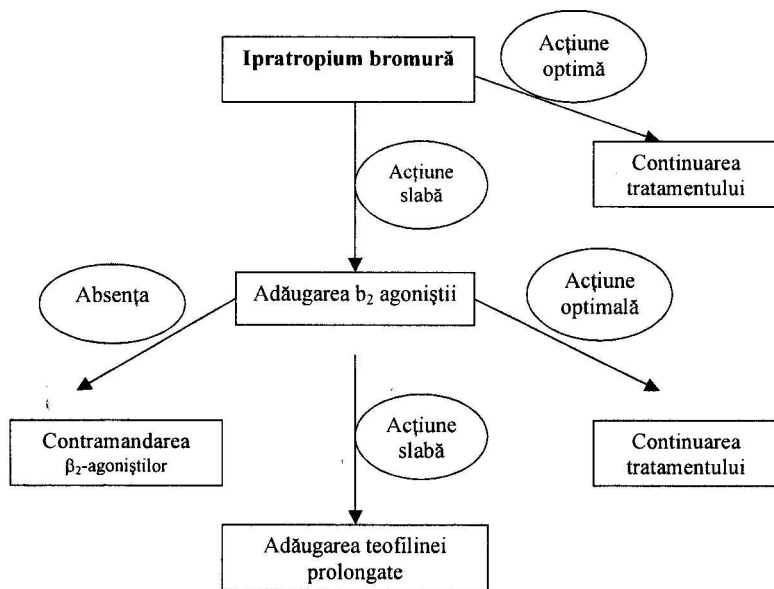 Ipratropium bromură
Acțiune
optimă
Continuarea
tratamentului
Acțiune
slabă
Adăugarea b₂ agoniștii
Absența
Acțiune
optimală
Contramandarea
β₂-agoniștilor
Acțiune
slabă
Continuarea
tratamentului
Adăugarea teofilinei
prolongate